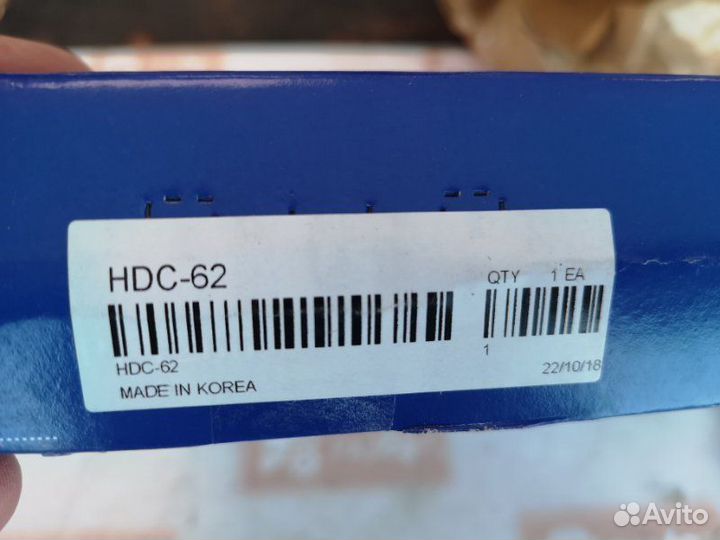 HDC-62
QTY 1 EA
HDC-62
1
MADE IN KOREA
22/10/18
Avito